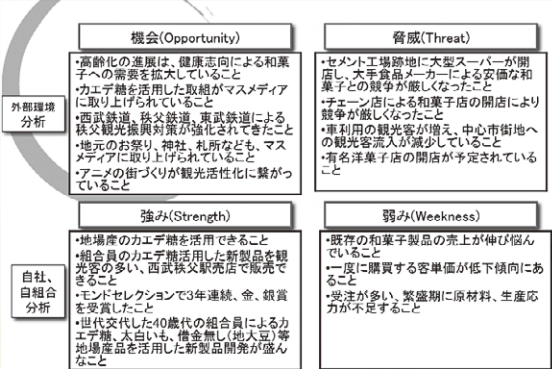 機会(Opportunity)
・高齢化の進展は、健康志向による和菓
子への需要を拡大していること
・カエデ糖を活用した取組がマスメディア
に取り上げられていること
・西武鉄道、秩父鉄道、東武鉄道による
秩父観光振興対策が強化されてきたこと
・地元のお祭り、神社、札所なども、マス
メディアに取り上げられていること
・アニメの街づくりが観光活性化に繋がっ
ていること
脅威(Threat)
・セメント工場跡地に大型スーパーが開
店し、大手食品メーカーによる安価な和
菓子との競争が厳しくなったこと
・チェーン店による和菓子店の開店により
競争が厳しくなったこと
・車利用の観光客が増え、中心市街地へ
の観光客流入が減少していること
・有名洋菓子店の開店が予定されている
こと
外部環境
分析
強み(Strength)
・地場産のカエデ糖を活用できること
・組合員のカエデ糖活用した新製品を観
光客の多い、西武秩父駅売店で販売で
きること
・モンドセレクションで3年連続、金、銀賞
を受賞したこと
・世代交代した40歳代の組合員によるカ
エデ糖、太白いも、借金無し(地大豆)等
地場産品を活用した新製品開発が盛ん
なこと
弱み(Weekness)
・既存の和菓子製品の売上が伸び悩ん
でいること
・一度に購買する客単価が低下傾向にあ
ること
・受注が多い、繁盛期に原材料、生産応
力が不足すること
自社、
自組合
分析